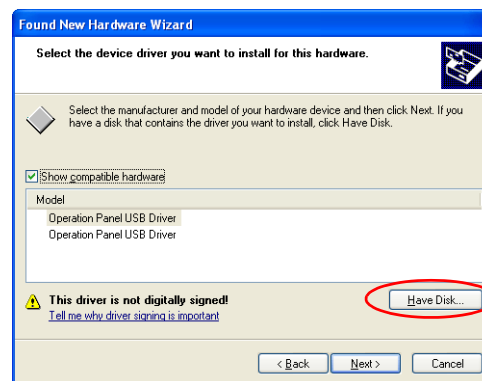 Found New Hardware Wizard
Select the device driver you want to install for this hardware.
Select the manufacturer and model of your hardware device and then click Next. If you
have a disk that contains the driver you want to install, click Have Disk.
Show compatible hardware
Model
Operation Panel USB Driver
Operation Panel USB Driver
This driver is not digitally signed!
Have Disk...
Tell me why driver signing is important
< Back
Next >
Cancel